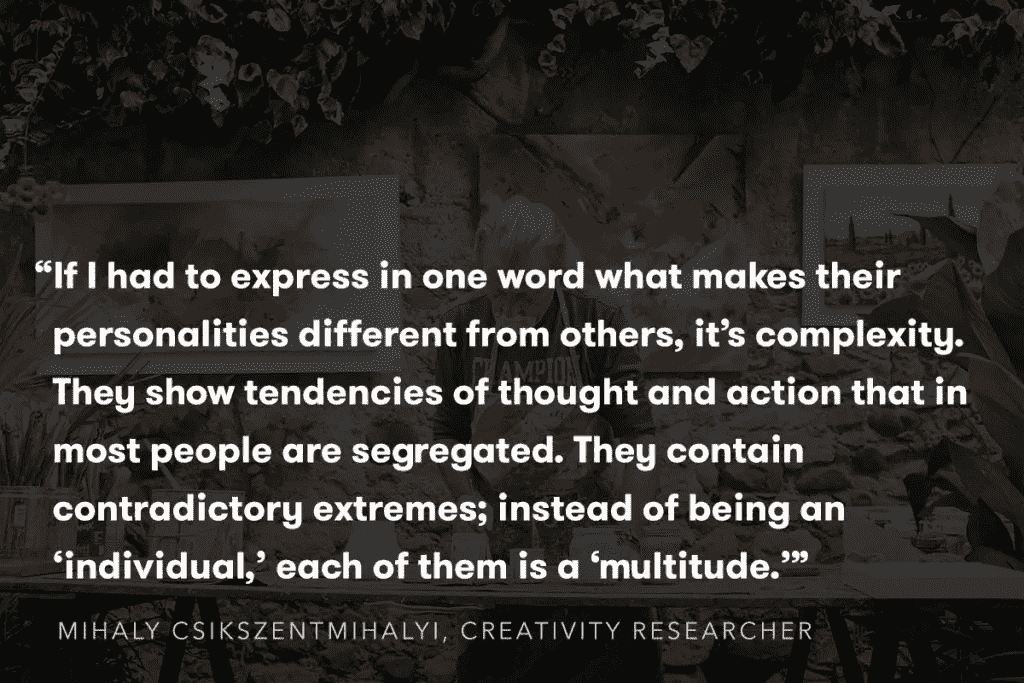 “If I had to express in one word what makes their
personalities different from others, it’s complexity.
They show tendencies of thought and action that in
most people are segregated. They contain
contradictory extremes; instead of being an
‘individual,’ each of them is a ‘multitude.’”
MIHALY CSIKSZENTMIHALYI, CREATIVITY RESEARCHER
CHAMPION